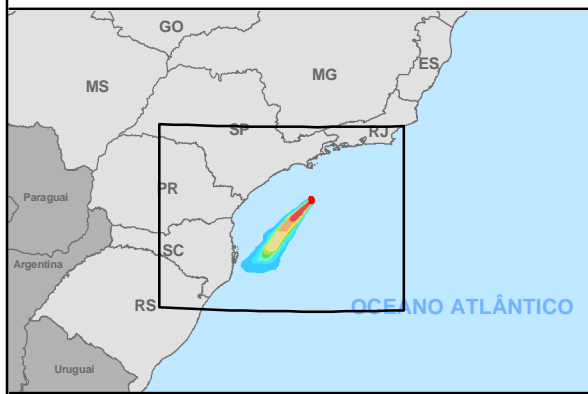 GO
ES
MG
MS
SP
RJ
PR
Paraguai
SC
Argentina
RS
OCEANO ATLÂNTICO
Uruguai